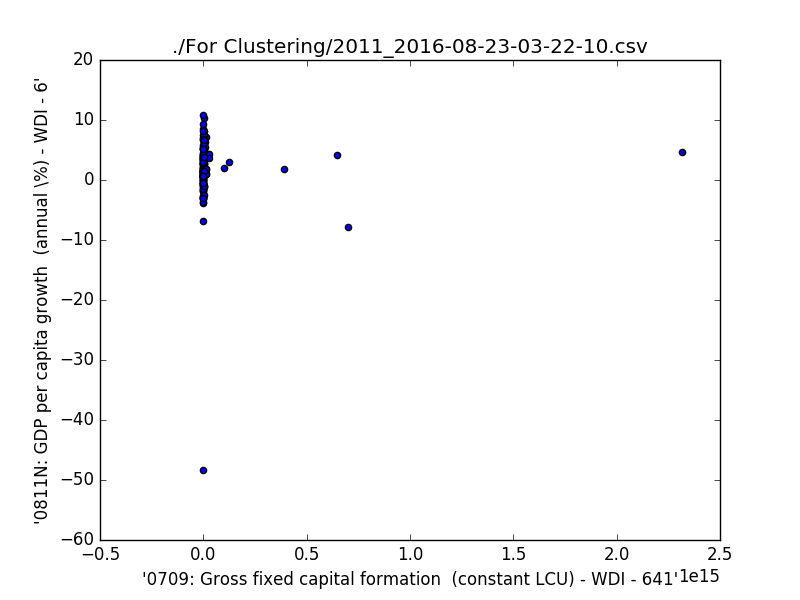 ./For Clustering/2011_2016-08-23-03-22-10.csv
20
10
0
−10
−20
−30
−40
−50
−60
'0811N: GDP per capita growth  (annual \%) - WDI - 6'
−0.5 0.0 0.5 1.0 1.5 2.0 2.5
1e15
'0709: Gross fixed capital formation  (constant LCU) - WDI - 641'